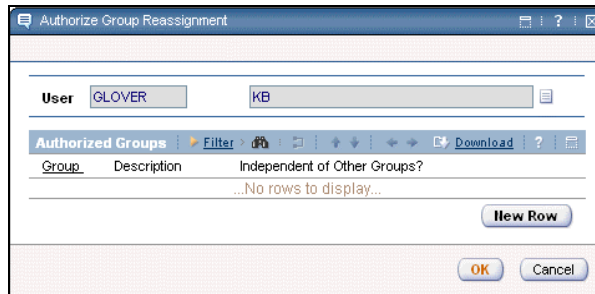 Authorize Group Reassignment ?
User GLOVER KB
Authorized Groups Filter Download ?
Group Description Independent of Other Groups?
...No rows to display...
New Row
OK Cancel